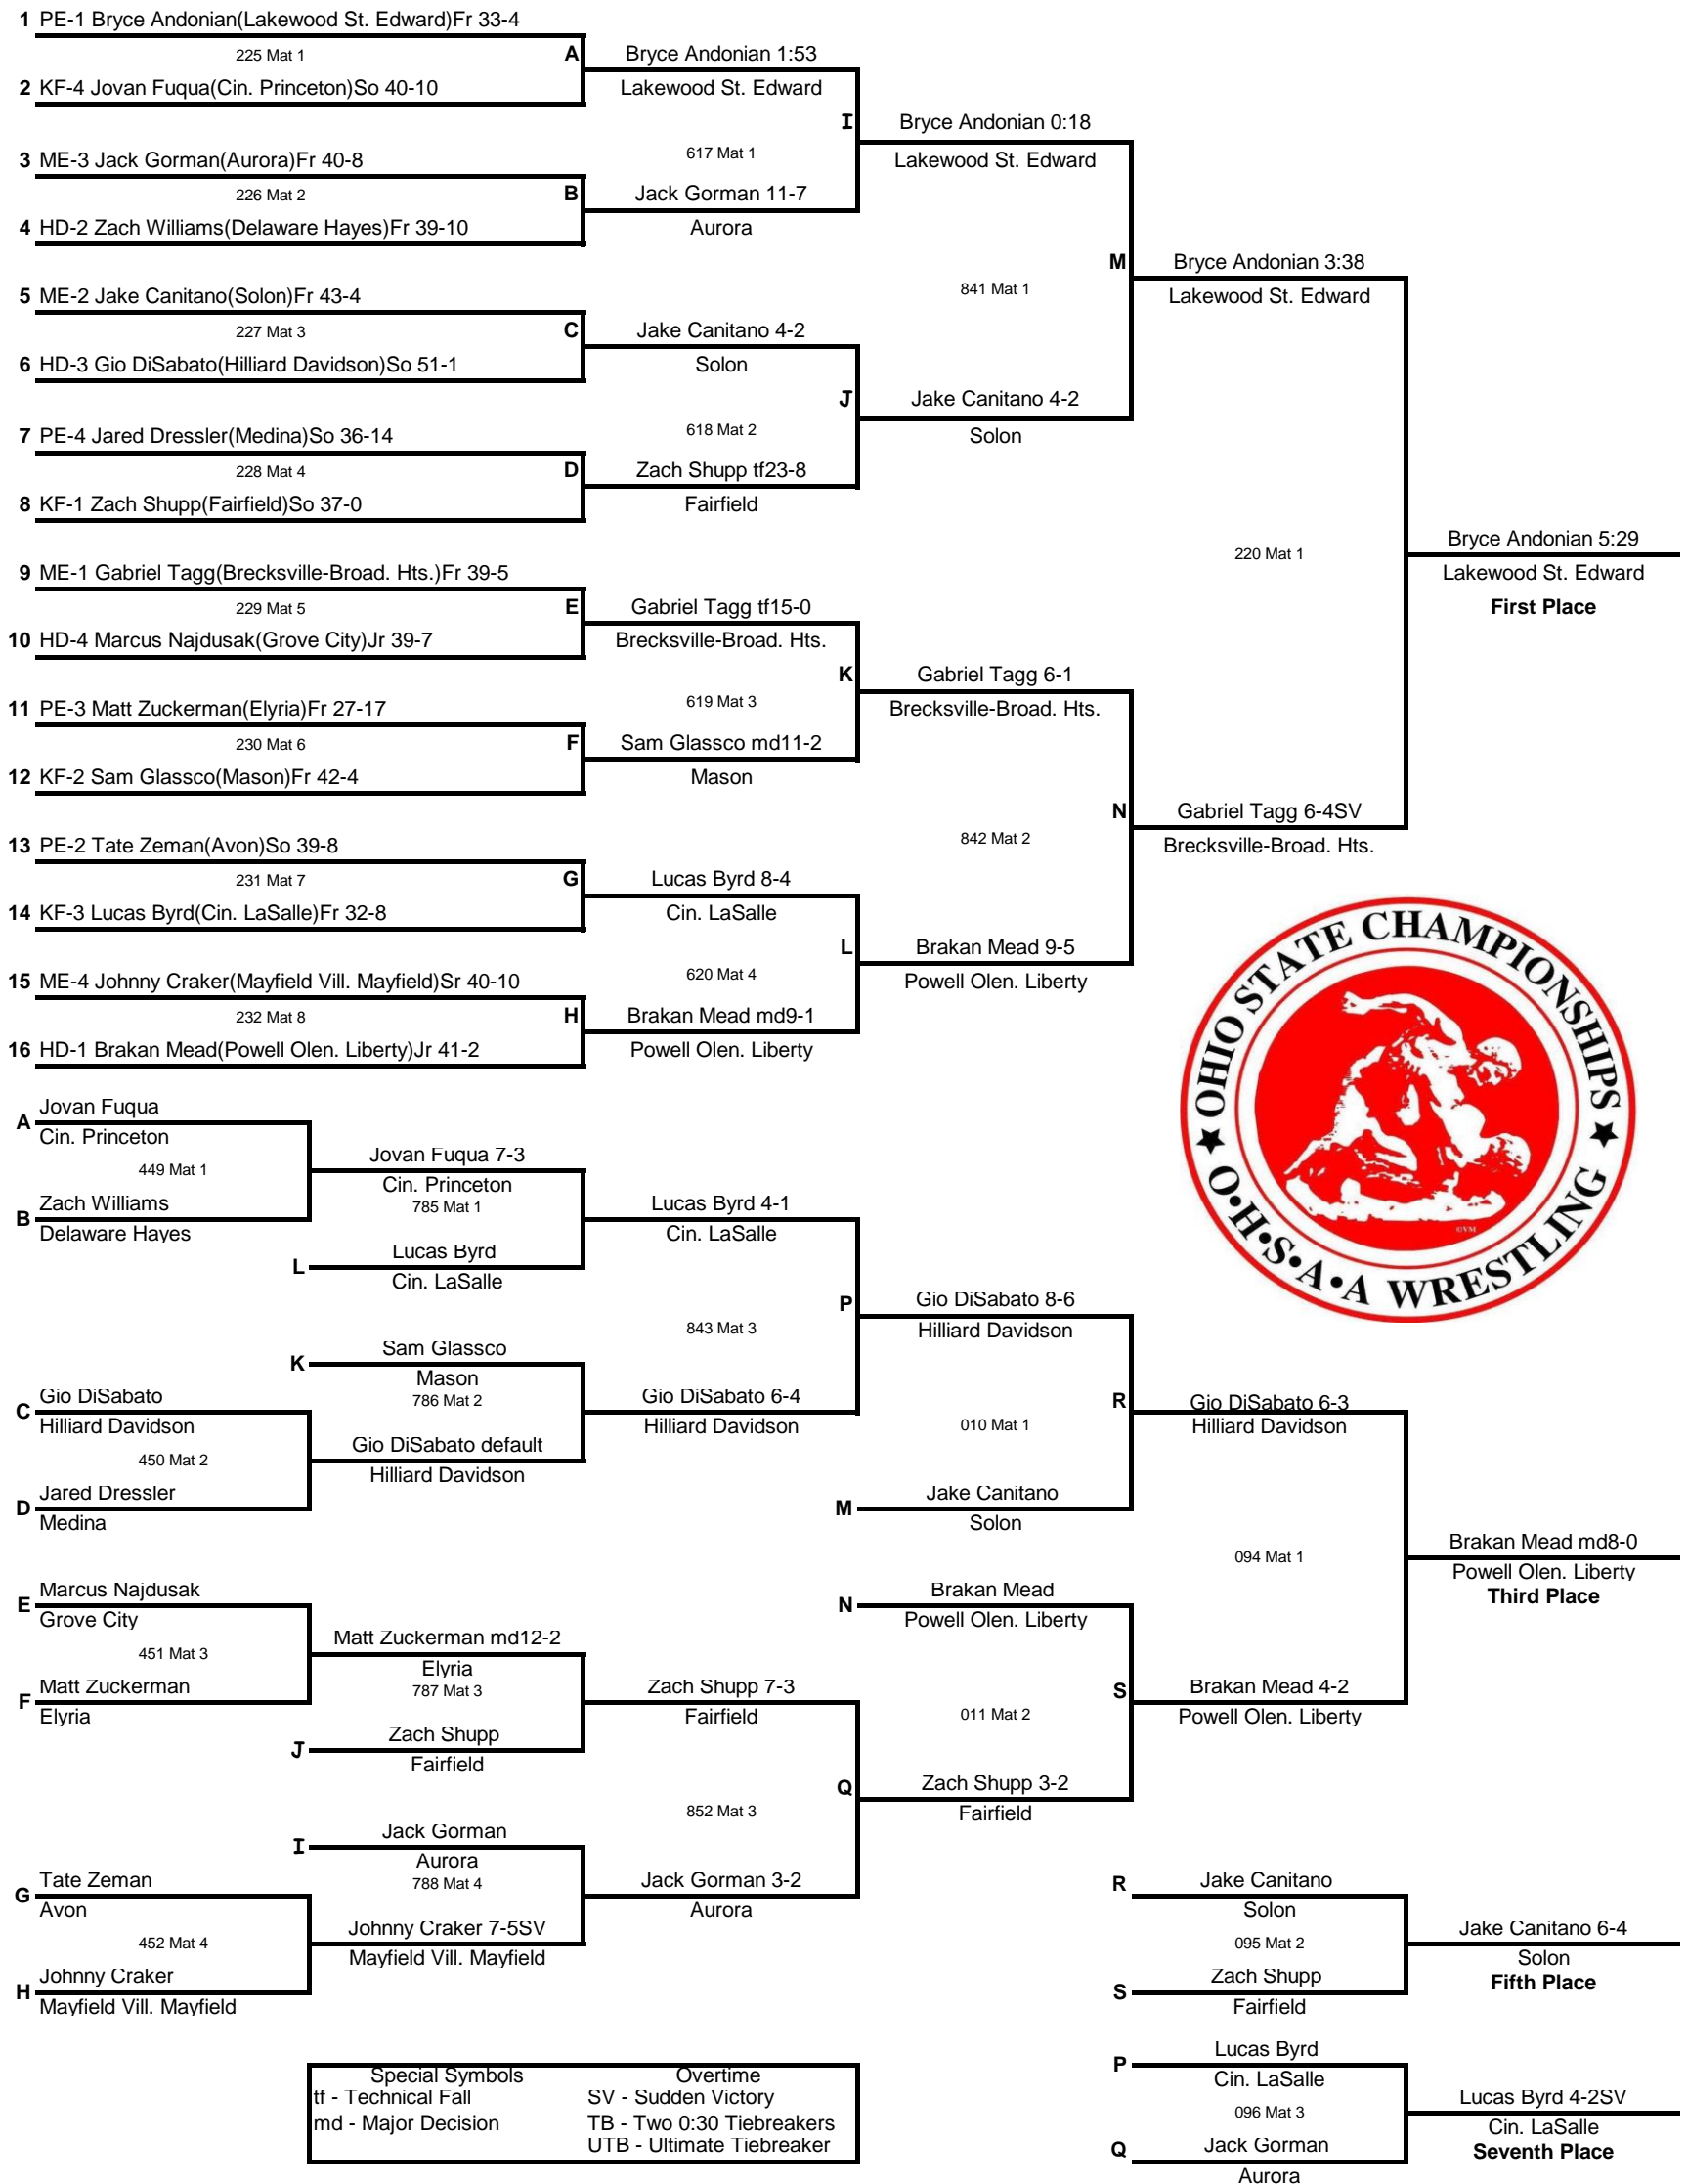 1 PE-1 Bryce Andonian(Lakewood St. Edward)Fr 33-4
225 Mat 1
A
2 KF-4 Jovan Fuqua(Cin. Princeton)So 40-10
Bryce Andonian 1:53
Lakewood St. Edward
I
3 ME-3 Jack Gorman(Aurora)Fr 40-8
226 Mat 2
B
4 HD-2 Zach Williams(Delaware Hayes)Fr 39-10
617 Mat 1
Jack Gorman 11-7
Aurora
Bryce Andonian 0:18
Lakewood St. Edward
M
5 ME-2 Jake Canitano(Solon)Fr 43-4
227 Mat 3
C
6 HD-3 Gio DiSabato(Hilliard Davidson)So 51-1
Jake Canitano 4-2
Solon
J
841 Mat 1
Bryce Andonian 3:38
Lakewood St. Edward
7 PE-4 Jared Dressler(Medina)So 36-14
228 Mat 4
D
8 KF-1 Zach Shupp(Fairfield)So 37-0
618 Mat 2
Zach Shupp tf23-8
Fairfield
Jake Canitano 4-2
Solon
220 Mat 1
Bryce Andonian 5:29
Lakewood St. Edward
First Place
9 ME-1 Gabriel Tagg(Brecksville-Broad. Hts.)Fr 39-5
229 Mat 5
E
10 HD-4 Marcus Najdusak(Grove City)Jr 39-7
Gabriel Tagg tf15-0
Brecksville-Broad. Hts.
K
11 PE-3 Matt Zuckerman(Elyria)Fr 27-17
230 Mat 6
F
12 KF-2 Sam Glassco(Mason)Fr 42-4
619 Mat 3
Sam Glassco md11-2
Mason
Gabriel Tagg 6-1
Brecksville-Broad. Hts.
N
13 PE-2 Tate Zeman(Avon)So 39-8
231 Mat 7
G
14 KF-3 Lucas Byrd(Cin. LaSalle)Fr 32-8
Lucas Byrd 8-4
Cin. LaSalle
L
842 Mat 2
Gabriel Tagg 6-4SV
Brecksville-Broad. Hts.
15 ME-4 Johnny Craker(Mayfield Vill. Mayfield)Sr 40-10
232 Mat 8
H
16 HD-1 Brakan Mead(Powell Olen. Liberty)Jr 41-2
620 Mat 4
Brakan Mead md9-1
Powell Olen. Liberty
Brakan Mead 9-5
Powell Olen. Liberty
★ OHIO STATE CHAMPIONSHIPS ★
O•H•S•A•A WRESTLING
©VM
A
Jovan Fuqua
Cin. Princeton
449 Mat 1
B
Zach Williams
Delaware Hayes
Jovan Fuqua 7-3
Cin. Princeton
785 Mat 1
L
Lucas Byrd
Cin. LaSalle
Lucas Byrd 4-1
Cin. LaSalle
P
843 Mat 3
K
Sam Glassco
Mason
786 Mat 2
C
Gio DiSabato
Hilliard Davidson
450 Mat 2
D
Jared Dressler
Medina
Gio DiSabato default
Hilliard Davidson
Gio DiSabato 6-4
Hilliard Davidson
Gio DiSabato 8-6
Hilliard Davidson
010 Mat 1
R
M
Jake Canitano
Solon
Gio DiSabato 6-3
Hilliard Davidson
094 Mat 1
Brakan Mead md8-0
Powell Olen. Liberty
Third Place
E
Marcus Najdusak
Grove City
451 Mat 3
F
Matt Zuckerman
Elyria
Matt Zuckerman md12-2
Elyria
787 Mat 3
J
Zach Shupp
Fairfield
Zach Shupp 7-3
Fairfield
N
Brakan Mead
Powell Olen. Liberty
011 Mat 2
S
Brakan Mead 4-2
Powell Olen. Liberty
Q
Zach Shupp 3-2
Fairfield
852 Mat 3
I
Jack Gorman
Aurora
788 Mat 4
G
Tate Zeman
Avon
452 Mat 4
H
Johnny Craker
Mayfield Vill. Mayfield
Johnny Craker 7-5SV
Mayfield Vill. Mayfield
Jack Gorman 3-2
Aurora
R
Jake Canitano
Solon
095 Mat 2
S
Zach Shupp
Fairfield
Jake Canitano 6-4
Solon
Fifth Place
P
Lucas Byrd
Cin. LaSalle
096 Mat 3
Q
Jack Gorman
Aurora
Lucas Byrd 4-2SV
Cin. LaSalle
Seventh Place
Special Symbols Overtime
tf - Technical Fall SV - Sudden Victory
md - Major Decision TB - Two 0:30 Tiebreakers
UTB - Ultimate Tiebreaker